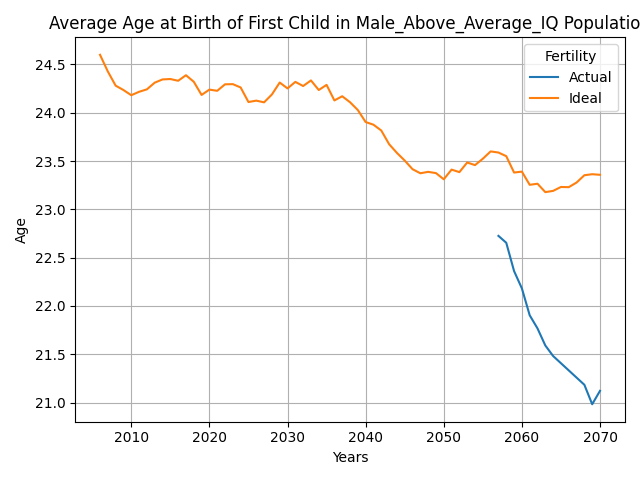 Average Age at Birth of First Child in Male_Above_Average_IQ Populatio
Fertility
Actual
Ideal
24.5
24.0
23.5
23.0
22.5
22.0
21.5
21.0
Age
2010 2020 2030 2040 2050 2060 2070
Years